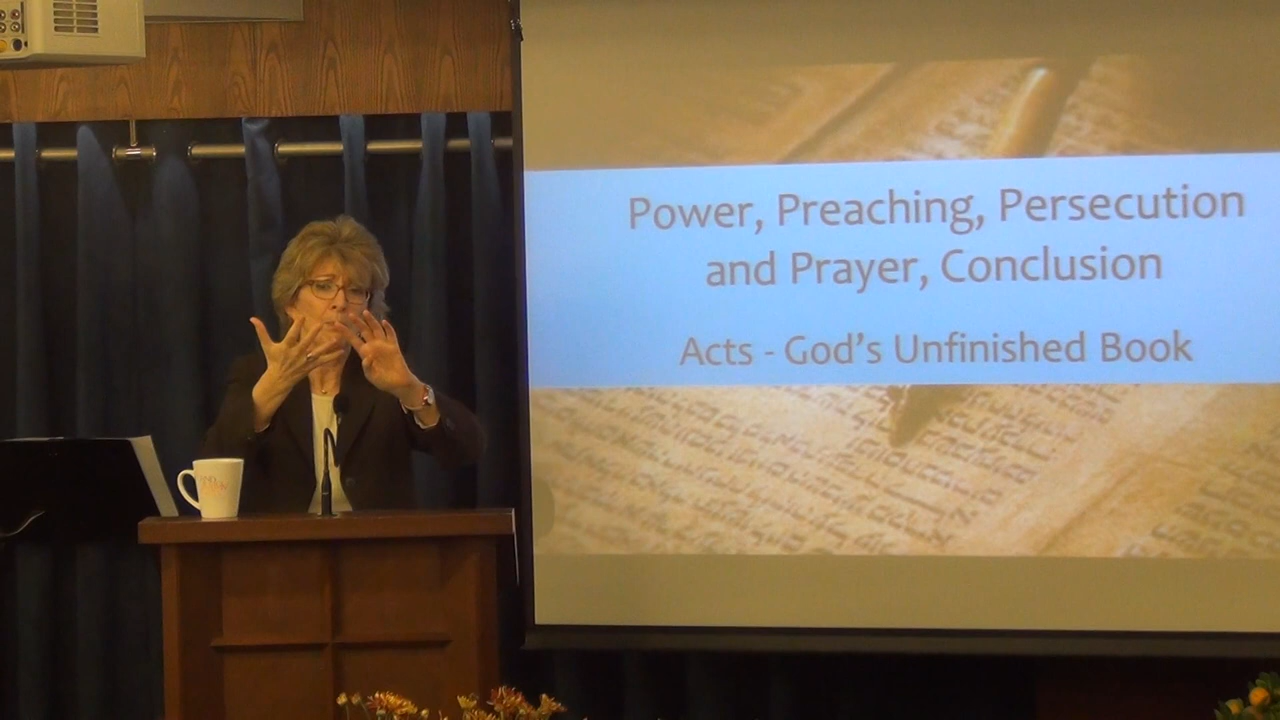 Power, Preaching, Persecution
and Prayer, Conclusion
Acts - God's Unfinished Book